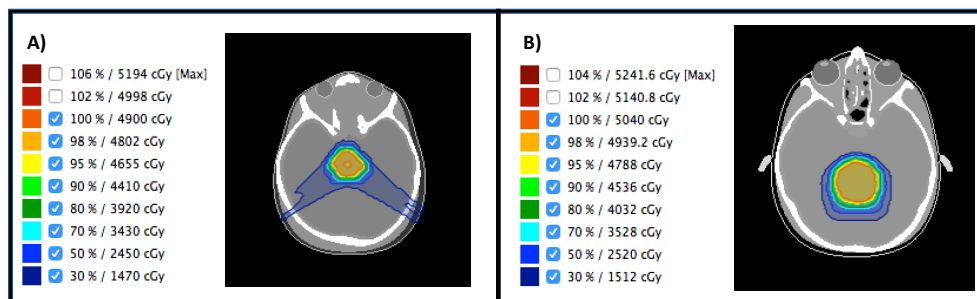 A)
106 % / 5194 cGy [Max]
102 % / 4998 cGy
100 % / 4900 cGy
98 % / 4802 cGy
95 % / 4655 cGy
90 % / 4410 cGy
80 % / 3920 cGy
70 % / 3430 cGy
50 % / 2450 cGy
30 % / 1470 cGy
B)
104 % / 5241.6 cGy [Max]
102 % / 5140.8 cGy
100 % / 5040 cGy
98 % / 4939.2 cGy
95 % / 4788 cGy
90 % / 4536 cGy
80 % / 4032 cGy
70 % / 3528 cGy
50 % / 2520 cGy
30 % / 1512 cGy